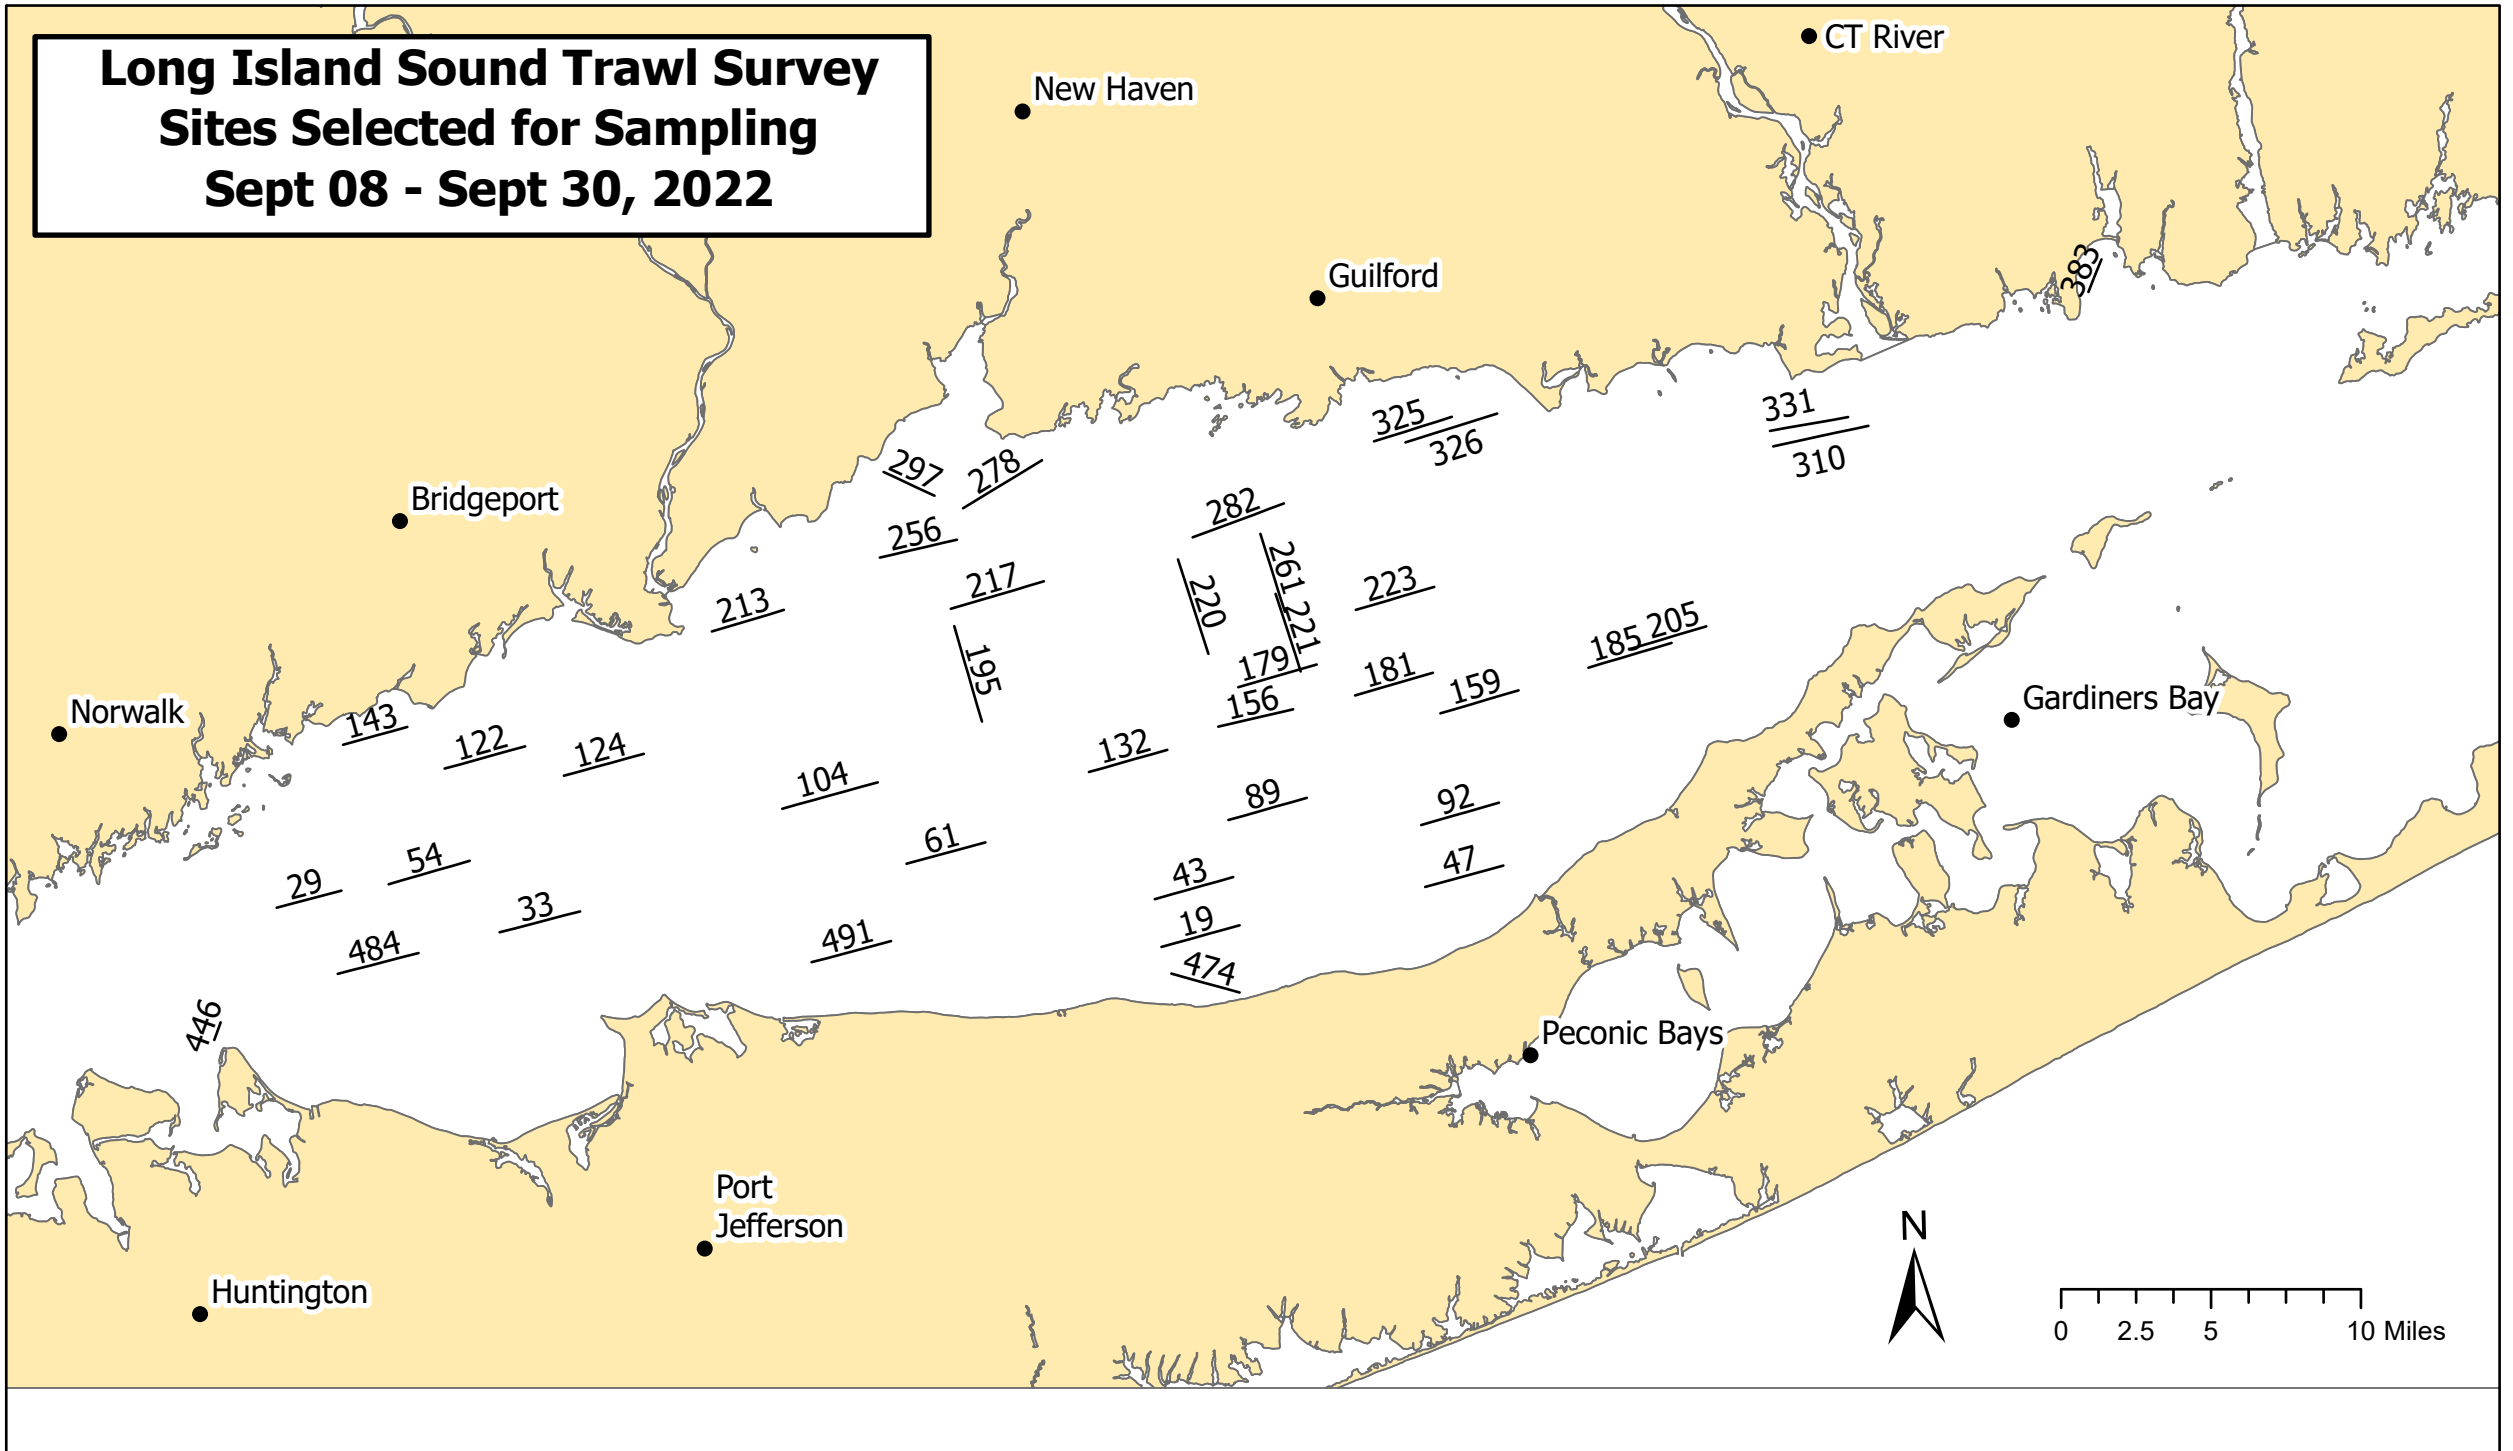 Long Island Sound Trawl Survey
Sites Selected for Sampling
Sept 08 - Sept 30, 2022
CT River
New Haven
Guilford
383
325
326
331
310
297
278
Bridgeport
282
256
261
217
220
223
213
221
205
185
195
179
181
159
Norwalk
Gardiners Bay
143
156
122
124
132
104
89
92
61
54
29
43
47
33
19
491
484
474
446
Peconic Bays
Port
Jefferson
Huntington
N
0 2.5 5 10 Miles